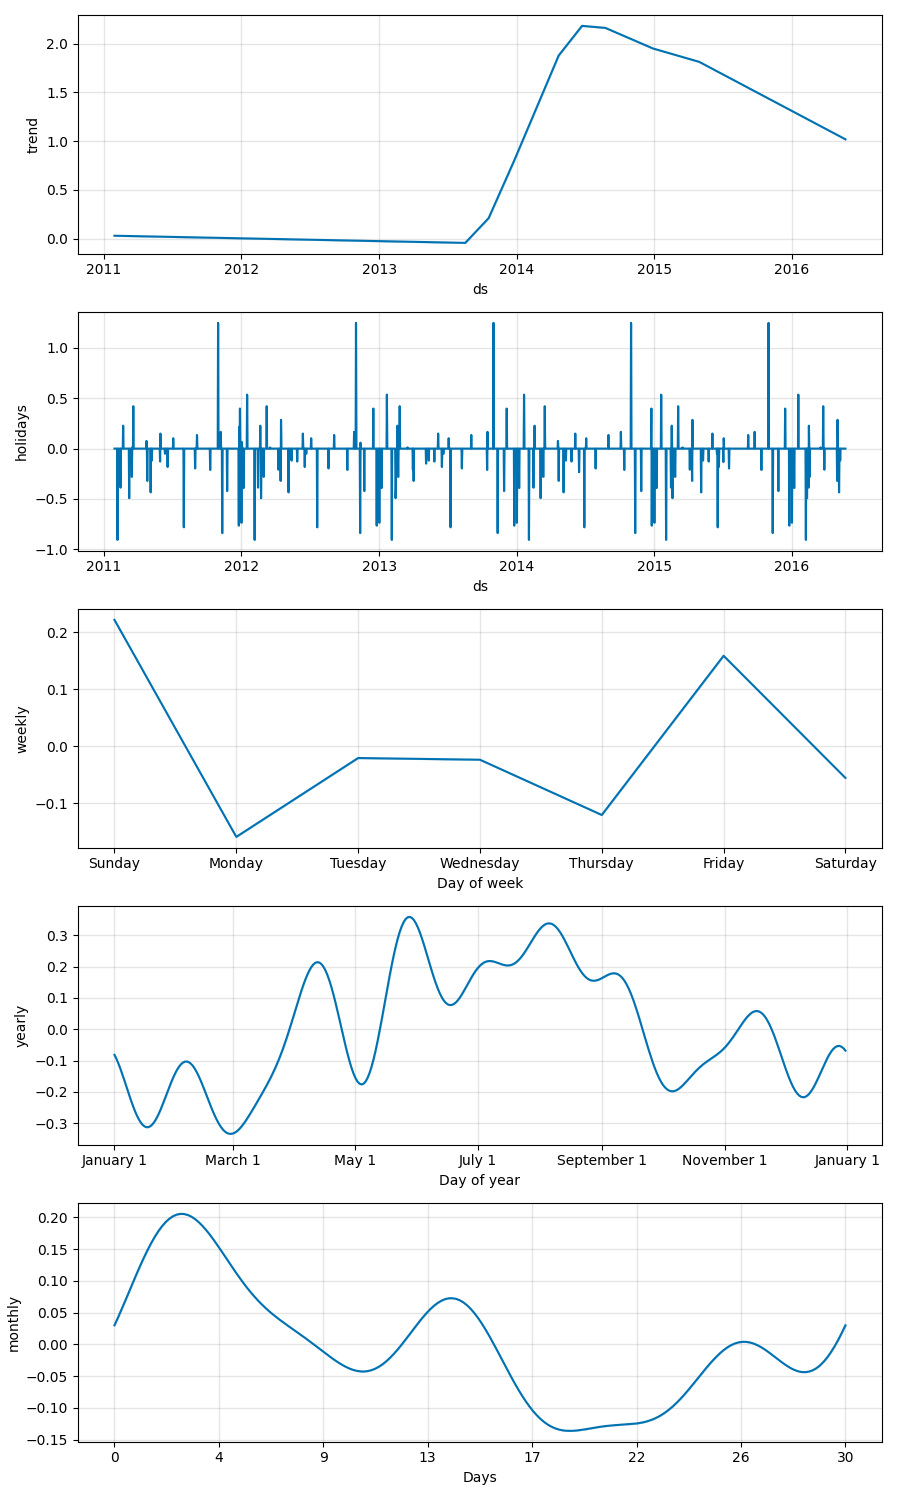 trend
2.0
1.5
1.0
0.5
0.0
2011 2012 2013 2014 2015 2016
ds
holidays
1.0
0.5
0.0
−0.5
−1.0
2011 2012 2013 2014 2015 2016
ds
weekly
0.2
0.1
0.0
−0.1
Sunday Monday Tuesday Wednesday Thursday Friday Saturday
Day of week
yearly
0.3
0.2
0.1
0.0
−0.1
−0.2
−0.3
January 1 March 1 May 1 July 1 September 1 November 1 January 1
Day of year
monthly
0.20
0.15
0.10
0.05
0.00
−0.05
−0.10
−0.15
0 4 9 13 17 22 26 30
Days